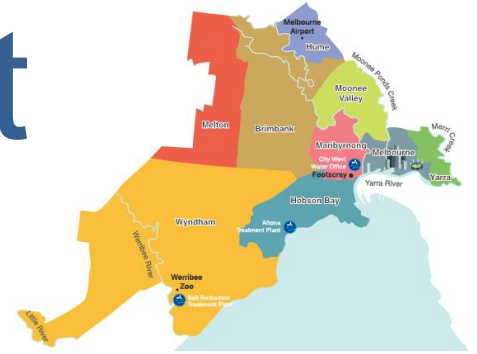 t
Melbourne
Airport
Hume
Moonee Ponds Creek
Moonee
Valley
Melton
Brimbank
Maribyrnong
Melbourne
Merri Creek
City West
Water Office
Footscray
Yarra
Yarra River
Hobson Bay
Altona
Treatment Plant
Wyndham
Werribee River
Werribee
Zoo
Salt Reduction
Treatment Plant
Little River